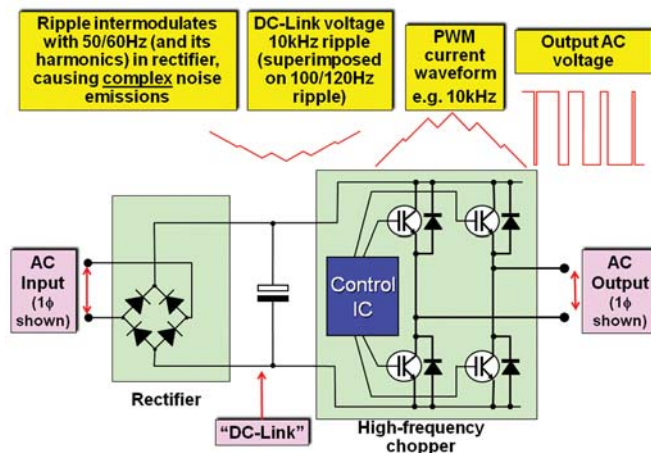 Ripple intermodulates
with 50/60Hz (and its
harmonics) in rectifier,
causing complex noise
emissions
DC-Link voltage
10kHz ripple
(superimposed
on 100/120Hz
ripple)
PWM
current
waveform
e.g. 10kHz
Output AC
voltage
AC
Input
(1ϕ
shown)
Control
IC
AC
Output
(1ϕ
shown)
Rectifier
"DC-Link"
High-frequency
chopper